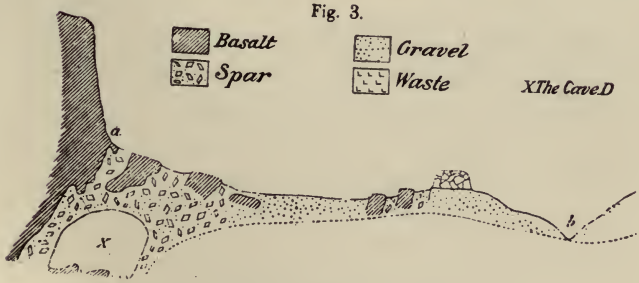 Fig. 3.
Basalt
Gravel
Spar
Waste
X The Cave D
a.
X
b